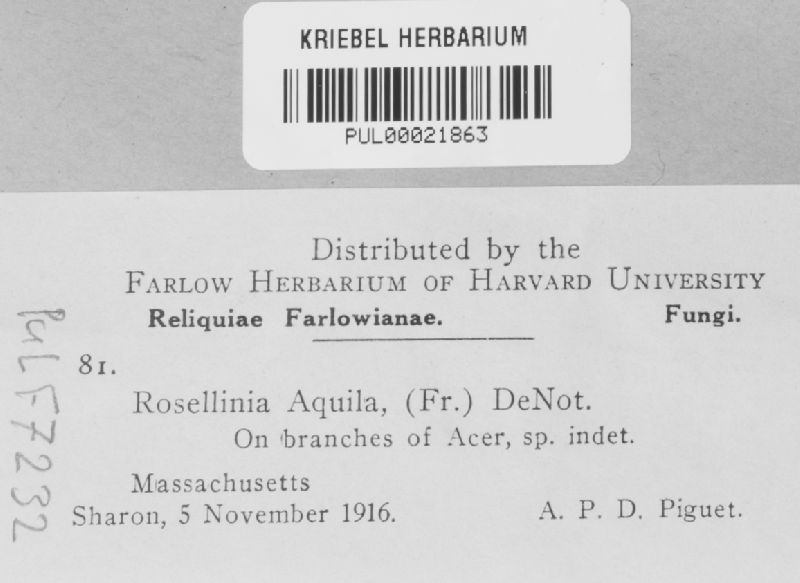 KRIEBEL HERBARIUM
PUL00021863
Distributed by the
FARLOW HERBARIUM OF HARVARD UNIVERSITY
Reliquiae Farlowianae. Fungi.
81.
Rosellinia Aquila, (Fr.) DeNot.
On branches of Acer, sp. indet.
Massachusetts
Sharon, 5 November 1916. A. P. D. Piguet.
PUL F7232